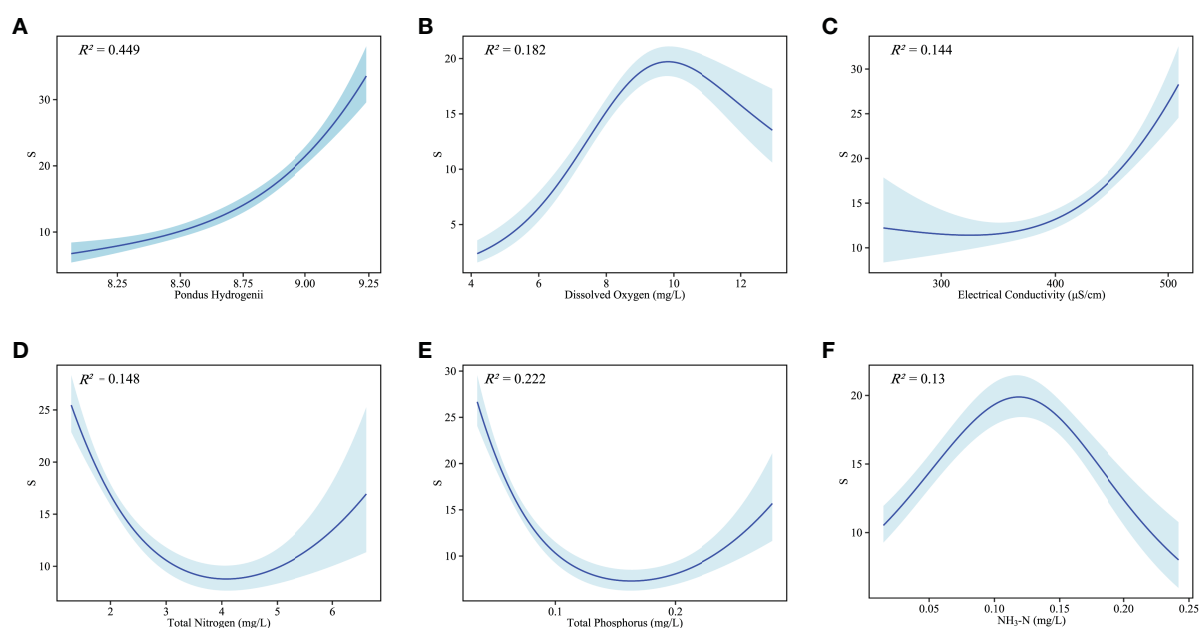 A
R² = 0.449
30
20
10
S
8.25 8.50 8.75 9.00 9.25
Pondus Hydrogenii
B
R² = 0.182
20
15
10
5
S
4 6 8 10 12
Dissolved Oxygen (mg/L)
C
R² = 0.144
30
25
20
15
10
S
300 400 500
Electrical Conductivity (μS/cm)
D
R² - 0.148
25
20
15
10
S
2 3 4 5 6
Total Nitrogen (mg/L)
E
R² = 0.222
30
25
20
15
10
S
0.1 0.2
Total Phosphorus (mg/L)
F
R² = 0.13
20
15
10
S
0.05 0.10 0.15 0.20 0.25
NH₃-N (mg/L)